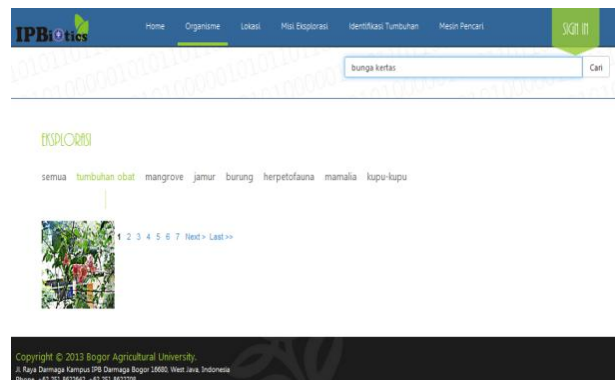 IPBiotics
Home Organisme Lokasi Misi Eksplorasi Identifikasi Tumbuhan Mesin Pencari SIGN IN
bunga kertas Cari
EKSPLORASI
semua tumbuhan obat mangrove jamur burung herpetofauna mamalia kupu-kupu
1 2 3 4 5 6 7 Next > Last >>
Copyright © 2013 Bogor Agricultural University.
Jl. Raya Darmaga Kampus IPB Darmaga Bogor 16680, West Java, Indonesia